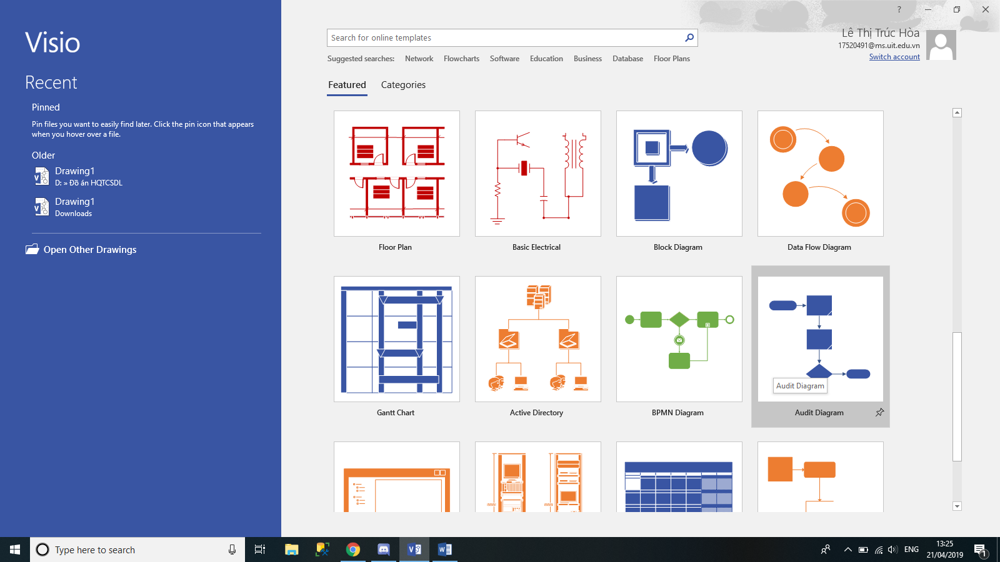 Visio
Recent
Pinned
Pin files you want to easily find later. Click the pin icon that appears
when you hover over a file.
Older
Drawing1
D: » Đồ án HQTCSDL
Drawing1
Downloads
Open Other Drawings
?
Lê Thị Trúc Hòa
17520491@ms.uit.edu.vn
Switch account
Search for online templates
Suggested searches: Network Flowcharts Software Education Business Database Floor Plans
Featured Categories
Floor Plan Basic Electrical Block Diagram Data Flow Diagram
Audit Diagram
Gantt Chart Active Directory BPMN Diagram Audit Diagram
Type here to search
ENG
13:25
21/04/2019
1